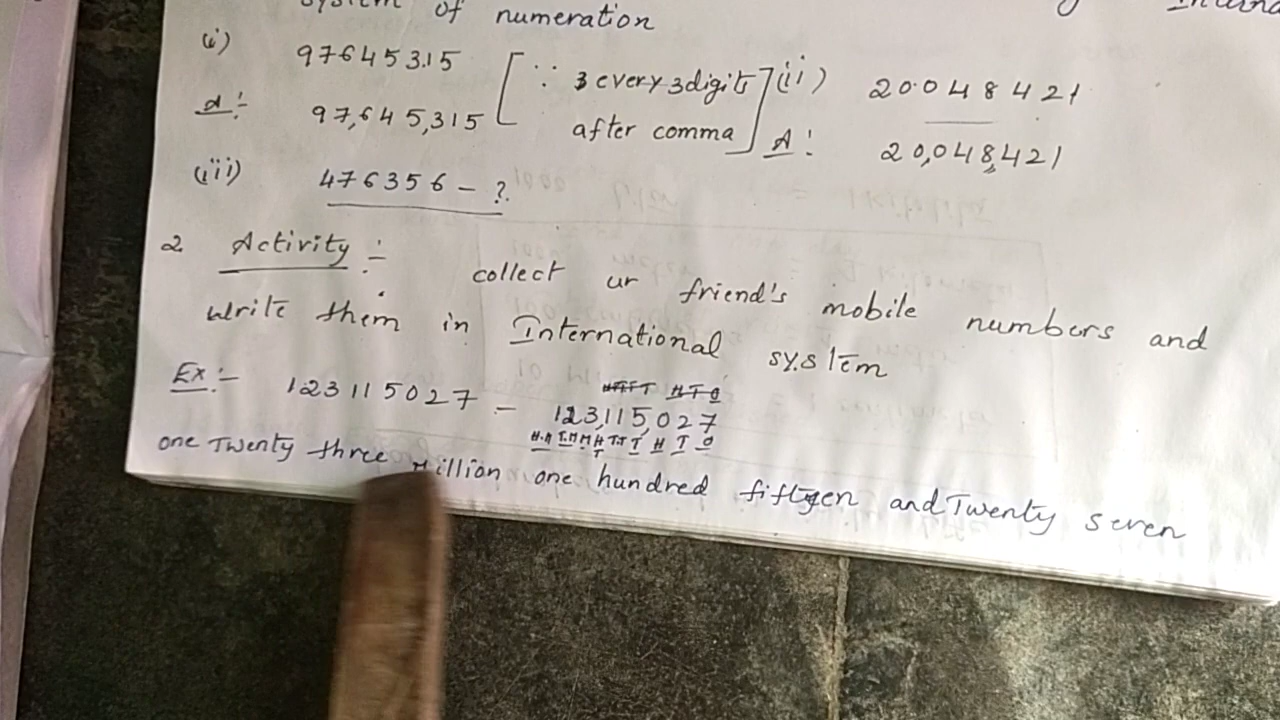 system of numeration
(i) 97645315 [∵ 3 every 3 digits (ii) 20048421
A:- 97,645,315 after comma] A: 20,048,421
(iii) 476356 - ?
2 Activity :- collect ur friend's mobile numbers and
write them in International system
Ex:- 123115027 - 123,115,027
H T O
H.M T.M M H.T T.T T H T O
one Twenty three million one hundred fifteen and Twenty seven